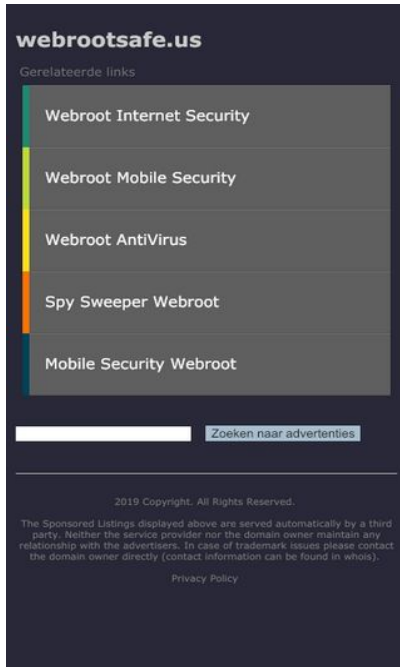 webrootsafe.us
Gerelateerde links
Webroot Internet Security
Webroot Mobile Security
Webroot AntiVirus
Spy Sweeper Webroot
Mobile Security Webroot
Zoeken naar advertenties
2019 Copyright. All Rights Reserved.
The Sponsored Listings displayed above are served automatically by a third
party. Neither the service provider nor the domain owner maintain any
relationship with the advertisers. In case of trademark issues please contact
the domain owner directly (contact information can be found in whois).
Privacy Policy